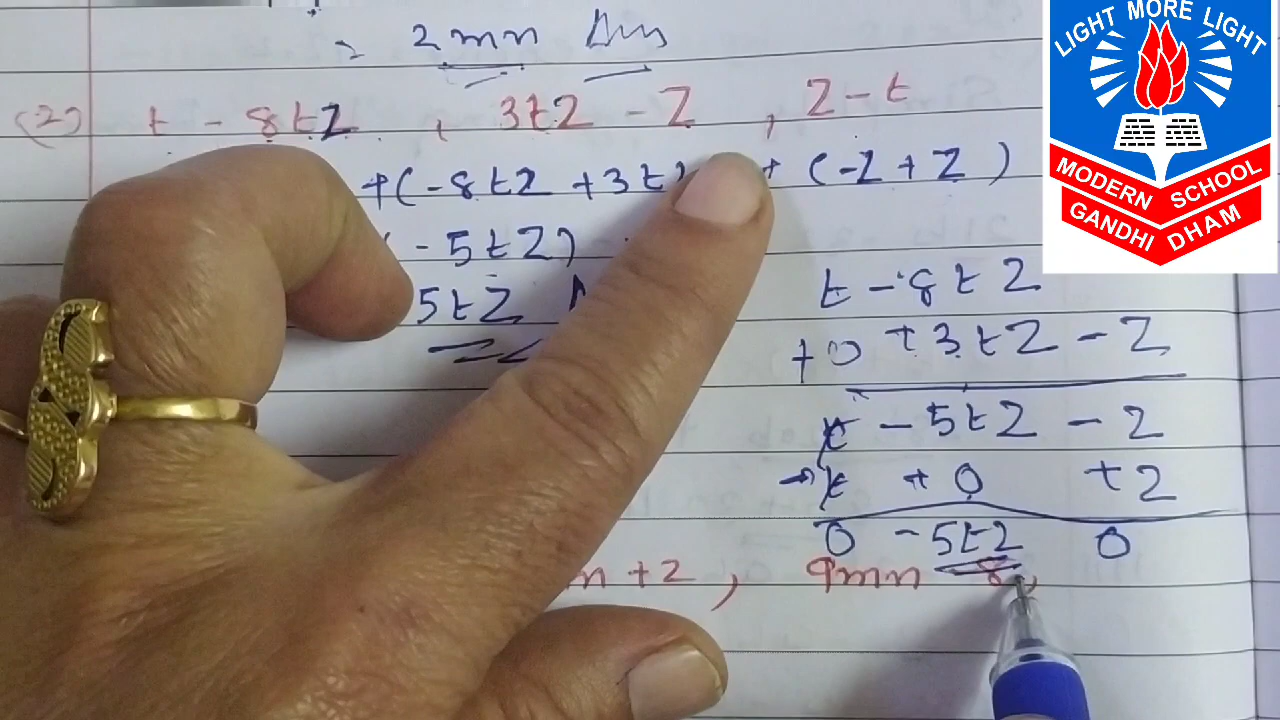 = 2mn Ans
(2) t - 8tz , 3tz - z , z - t
+(-8tz + 3t + (-z + z)
- 5tz)
5tz
t - 8tz
+0 +3tz - z
t - 5tz - z
-t + 0 + z
0 - 5tz 0
n + 2 , 9mn 8,
LIGHT MORE LIGHT
MODERN SCHOOL
GANDHI DHAM